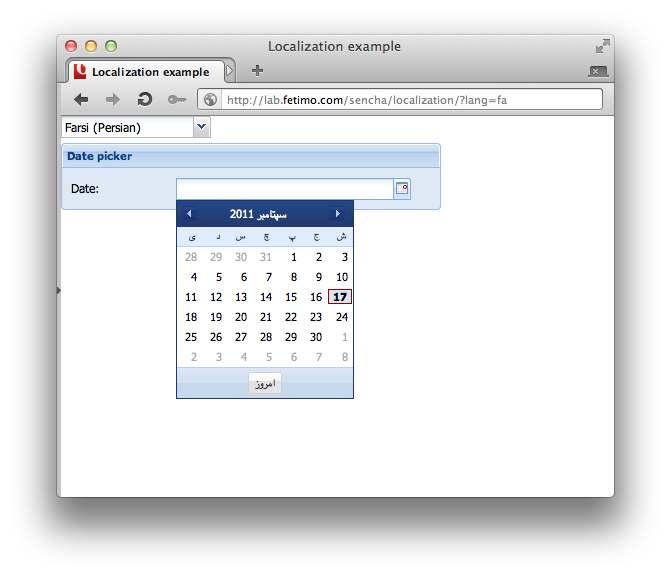 Localization example
Localization example
http://lab.fetimo.com/sencha/localization/?lang=fa
Farsi (Persian)
Date picker
Date:
سپتامبر 2011
ی د س چ پ ج ش
28 29 30 31 1 2 3
4 5 6 7 8 9 10
11 12 13 14 15 16 17
18 19 20 21 22 23 24
25 26 27 28 29 30 1
2 3 4 5 6 7 8
امروز